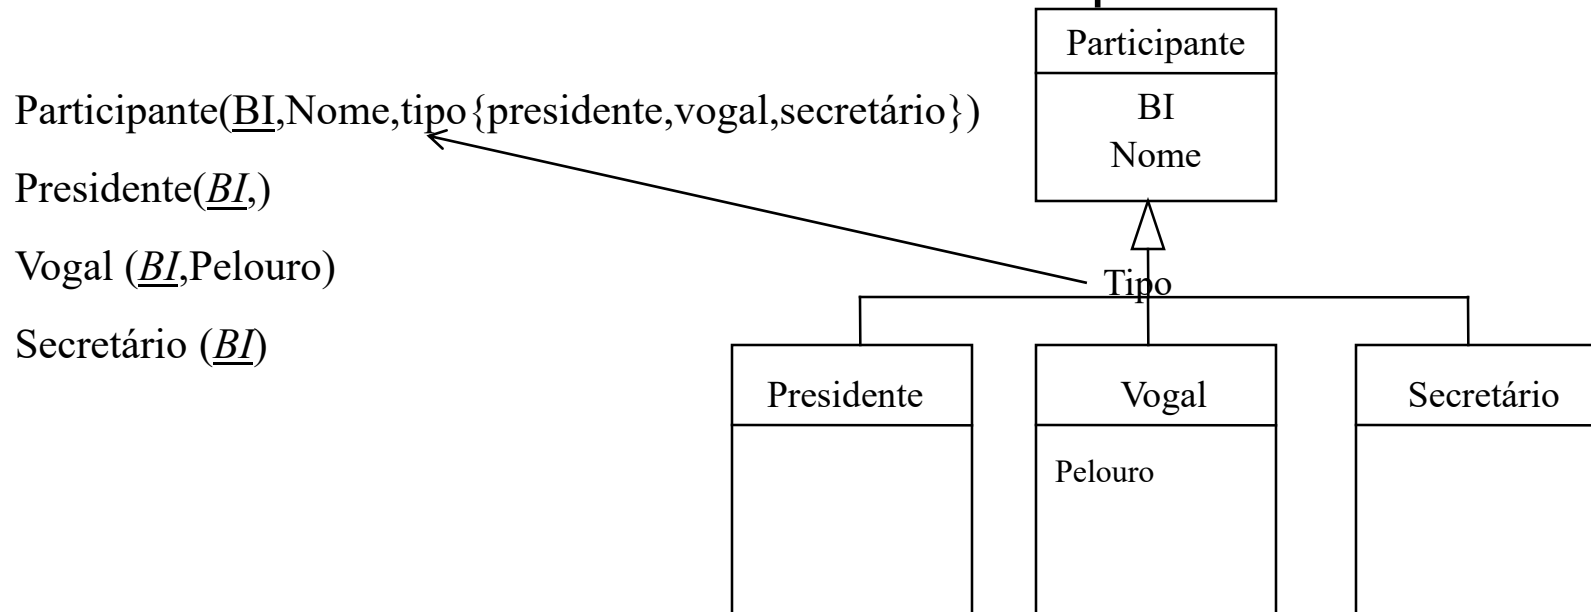 Participante
Participante(BI,Nome,tipo{presidente,vogal,secretário})
BI
Nome
Presidente(BI,)
Vogal (BI,Pelouro)
Tipo
Secretário (BI)
Presidente
Vogal
Secretário
Pelouro